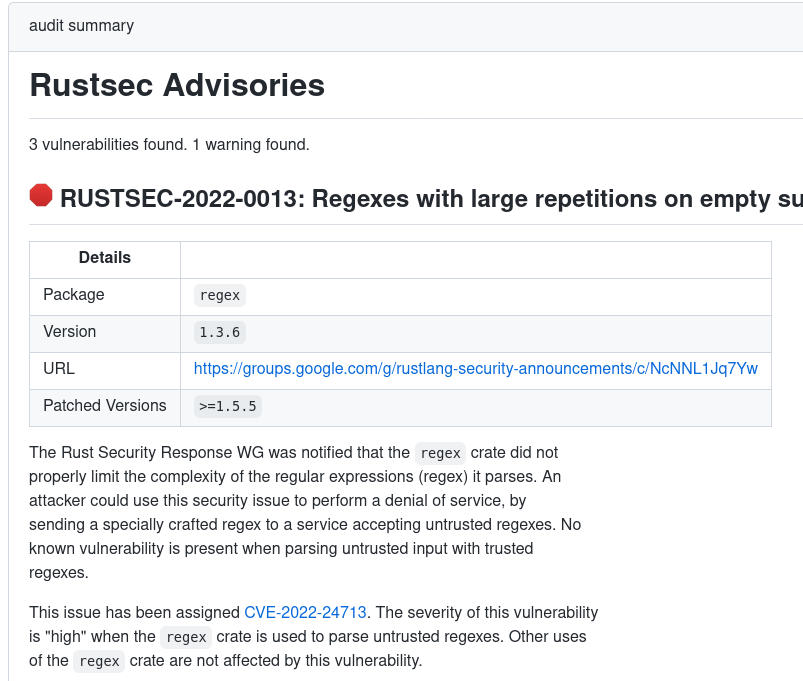 audit summary
Rustsec Advisories
3 vulnerabilities found. 1 warning found.
RUSTSEC-2022-0013: Regexes with large repetitions on empty su
Details
Package regex
Version 1.3.6
URL https://groups.google.com/g/rustlang-security-announcements/c/NcNNL1Jq7Yw
Patched Versions >=1.5.5
The Rust Security Response WG was notified that the regex crate did not
properly limit the complexity of the regular expressions (regex) it parses. An
attacker could use this security issue to perform a denial of service, by
sending a specially crafted regex to a service accepting untrusted regexes. No
known vulnerability is present when parsing untrusted input with trusted
regexes.
This issue has been assigned CVE-2022-24713. The severity of this vulnerability
is "high" when the regex crate is used to parse untrusted regexes. Other uses
of the regex crate are not affected by this vulnerability.